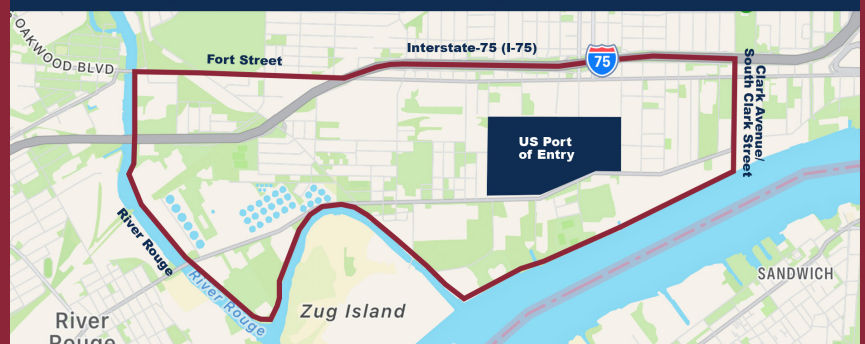 OAKWOOD BLVD
Fort Street
Interstate-75 (I-75)
75
Clark Avenue/
South Clark Street
US Port
of Entry
River Rouge
River Rouge
Zug Island
SANDWICH
River
Rouge